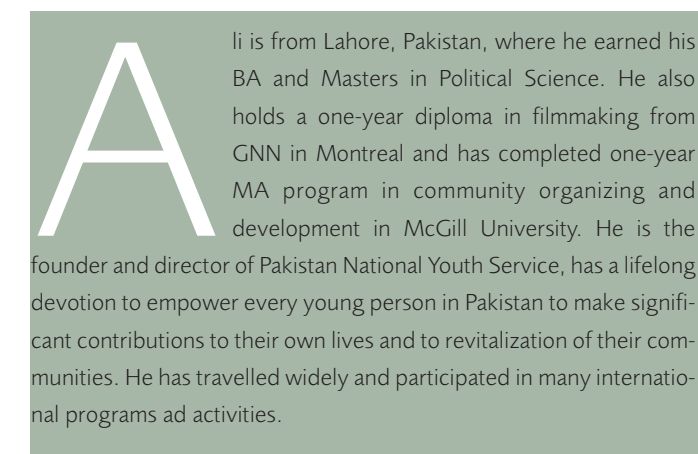 Ali is from Lahore, Pakistan, where he earned his
BA and Masters in Political Science. He also
holds a one-year diploma in filmmaking from
GNN in Montreal and has completed one-year
MA program in community organizing and
development in McGill University. He is the
founder and director of Pakistan National Youth Service, has a lifelong
devotion to empower every young person in Pakistan to make signifi-
cant contributions to their own lives and to revitalization of their com-
munities. He has travelled widely and participated in many internatio-
nal programs ad activities.